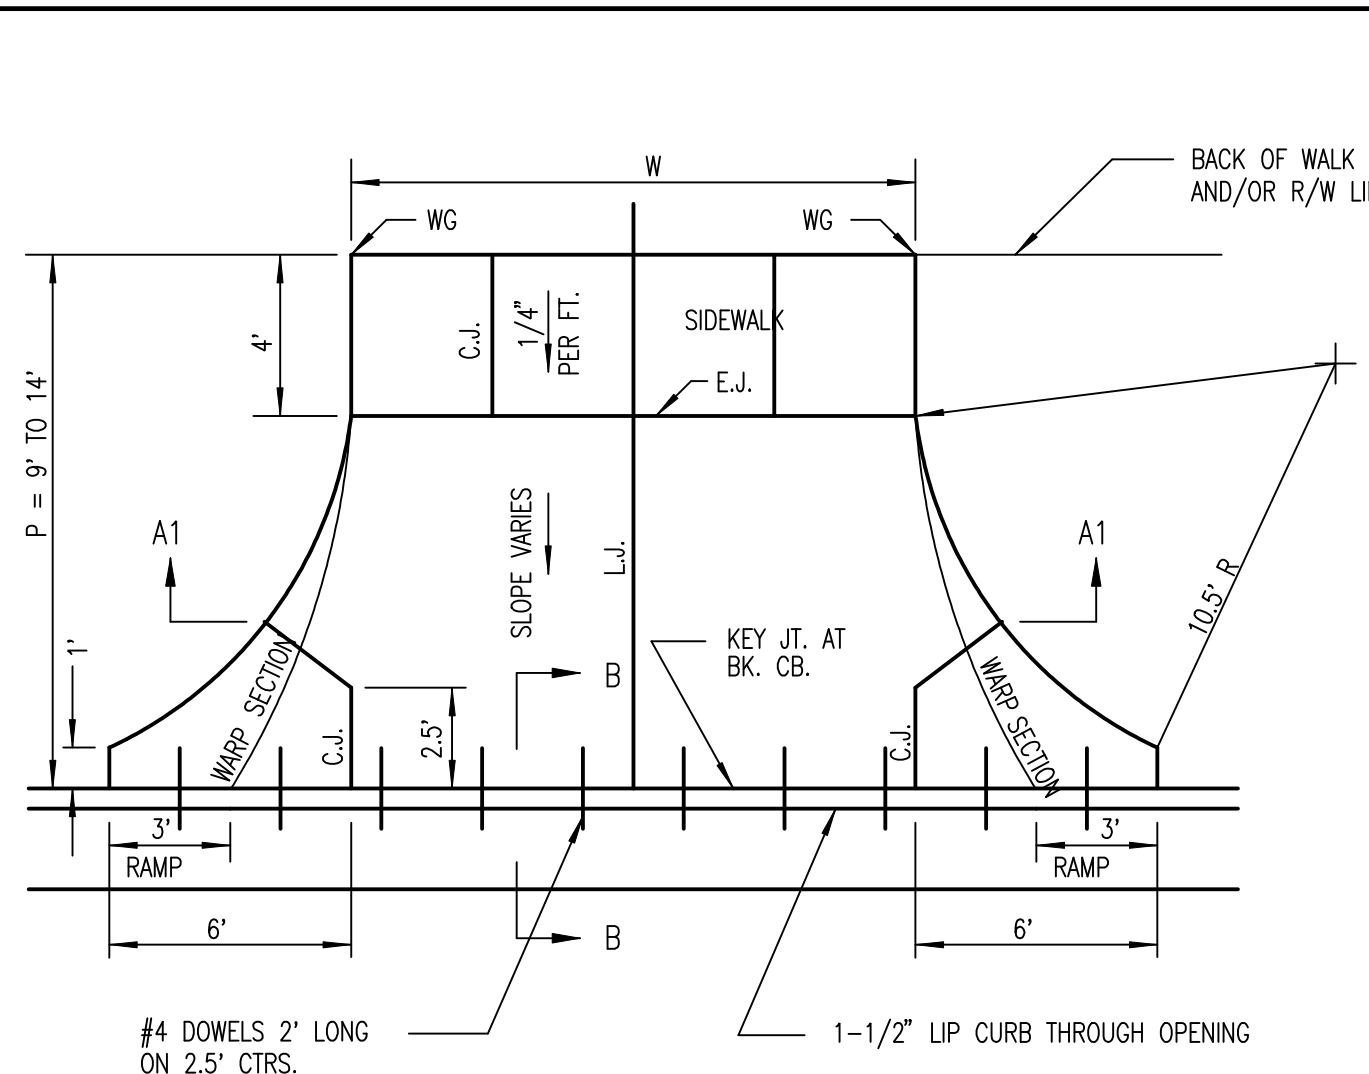 W
BACK OF WALK
AND/OR R/W
WG
WG
4'
C.J.
1/4"
PER FT.
SIDEWALK
E.J.
P = 9' TO 14'
A1
SLOPE VARIES
L.J.
A1
10.5' R
1'
WARP SECTION
C.J.
2.5'
B
KEY JT. AT
BK. CB.
C.J.
WARP SECTION
3'
RAMP
3'
RAMP
6'
B
6'
#4 DOWELS 2' LONG
ON 2.5' CTRS.
1-1/2" LIP CURB THROUGH OPENING